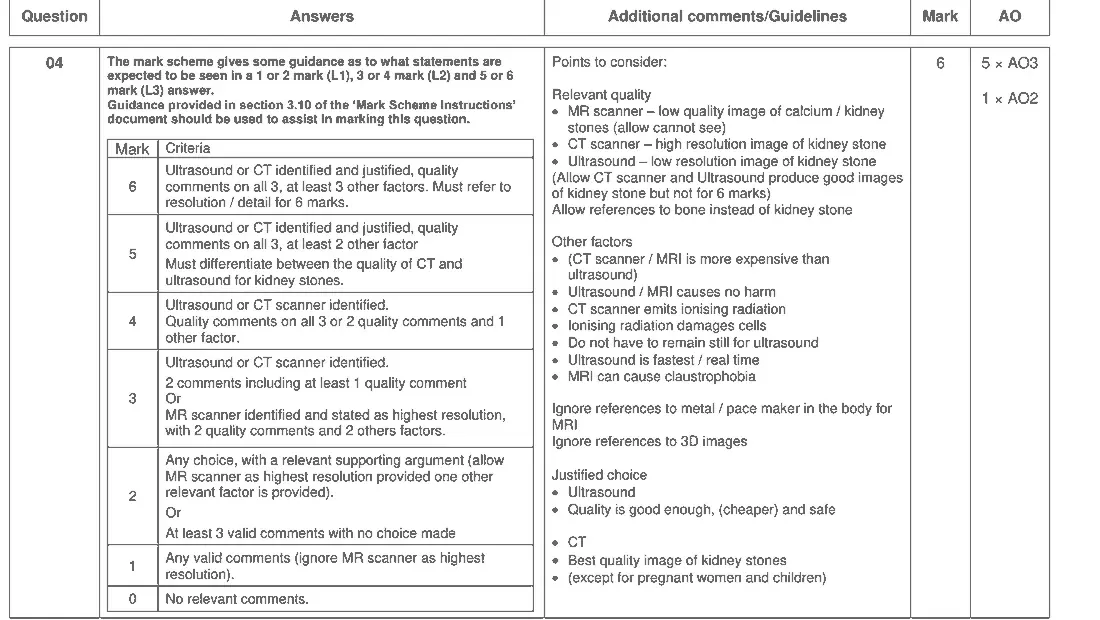 Question Answers Additional comments/Guidelines Mark AO
04
The mark scheme gives some guidance as to what statements are
expected to be seen in a 1 or 2 mark (L1), 3 or 4 mark (L2) and 5 or 6
mark (L3) answer.
Guidance provided in section 3.10 of the ‘Mark Scheme Instructions’
document should be used to assist in marking this question.
Mark Criteria
6
Ultrasound or CT identified and justified, quality
comments on all 3, at least 3 other factors. Must refer to
resolution / detail for 6 marks.
5
Ultrasound or CT identified and justified, quality
comments on all 3, at least 2 other factor
Must differentiate between the quality of CT and
ultrasound for kidney stones.
4
Ultrasound or CT scanner identified.
Quality comments on all 3 or 2 quality comments and 1
other factor.
3
Ultrasound or CT scanner identified.
2 comments including at least 1 quality comment
Or
MR scanner identified and stated as highest resolution,
with 2 quality comments and 2 others factors.
2
Any choice, with a relevant supporting argument (allow
MR scanner as highest resolution provided one other
relevant factor is provided).
Or
At least 3 valid comments with no choice made
1
Any valid comments (ignore MR scanner as highest
resolution).
0 No relevant comments.
Points to consider:
Relevant quality
• MR scanner – low quality image of calcium / kidney
stones (allow cannot see)
• CT scanner – high resolution image of kidney stone
• Ultrasound – low resolution image of kidney stone
(Allow CT scanner and Ultrasound produce good images
of kidney stone but not for 6 marks)
Allow references to bone instead of kidney stone
Other factors
• (CT scanner / MRI is more expensive than
ultrasound)
• Ultrasound / MRI causes no harm
• CT scanner emits ionising radiation
• Ionising radiation damages cells
• Do not have to remain still for ultrasound
• Ultrasound is fastest / real time
• MRI can cause claustrophobia
Ignore references to metal / pace maker in the body for
MRI
Ignore references to 3D images
Justified choice
• Ultrasound
• Quality is good enough, (cheaper) and safe
• CT
• Best quality image of kidney stones
• (except for pregnant women and children)
6
5 × AO3
1 × AO2